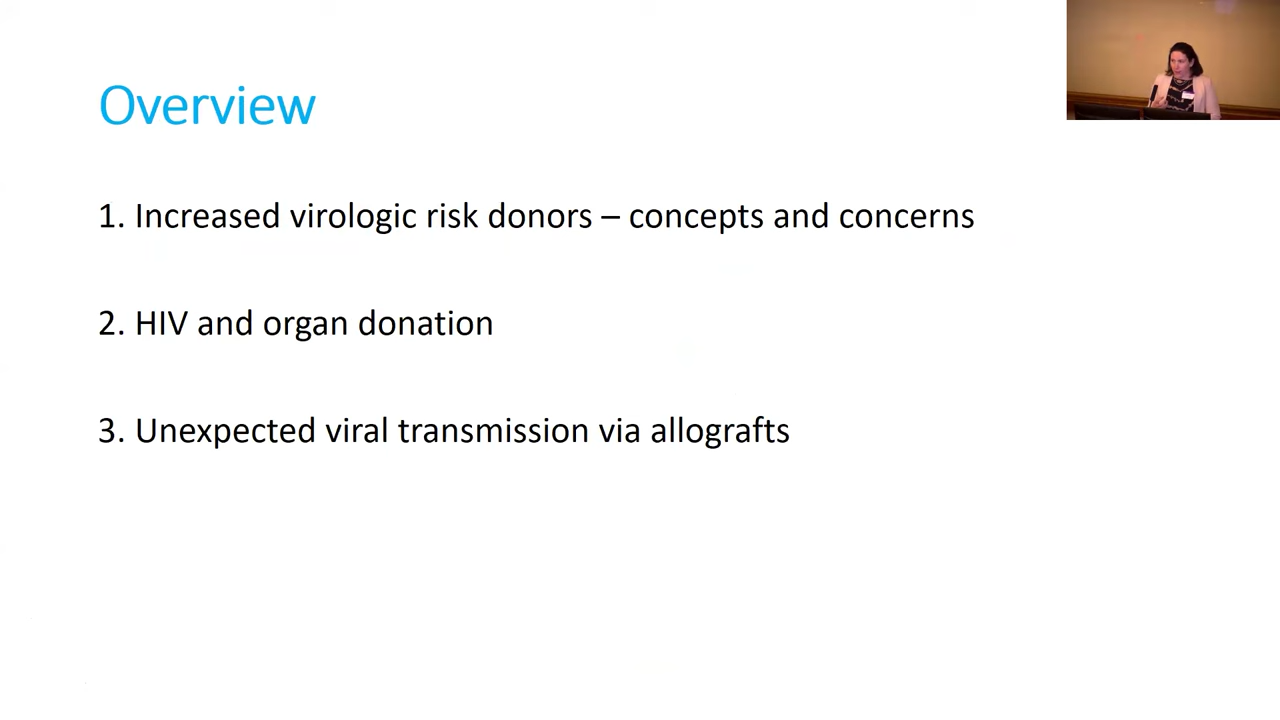 Overview
1. Increased virologic risk donors – concepts and concerns
2. HIV and organ donation
3. Unexpected viral transmission via allografts